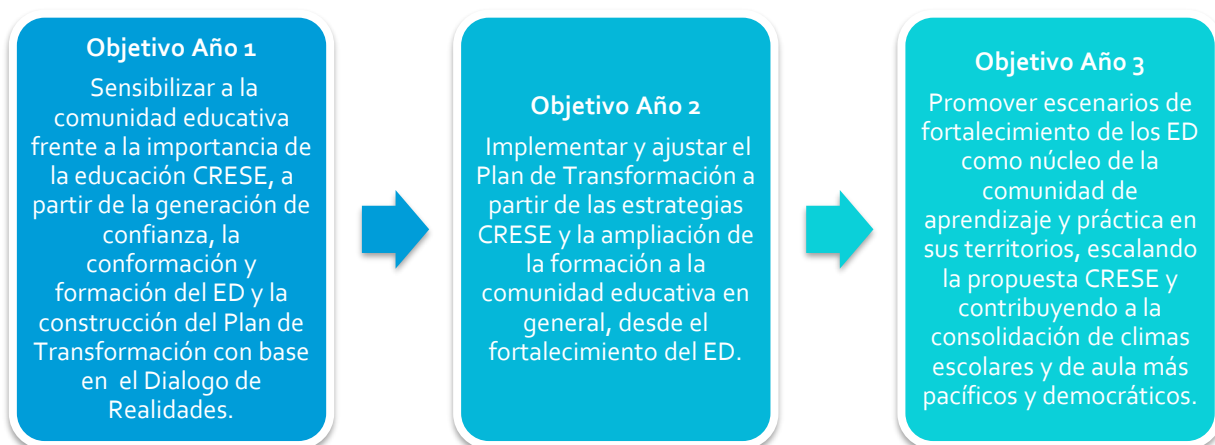 Objetivo Año 1
Sensibilizar a la
comunidad educativa
frente a la importancia de
la educación CRESE, a
partir de la generación de
confianza, la
conformación y
formación del ED y la
construcción del Plan de
Transformación con base
en el Dialogo de
Realidades.
Objetivo Año 2
Implementar y ajustar el
Plan de Transformación a
partir de las estrategias
CRESE y la ampliación de
la formación a la
comunidad educativa en
general, desde el
fortalecimiento del ED.
Objetivo Año 3
Promover escenarios de
fortalecimiento de los ED
como núcleo de la
comunidad de
aprendizaje y práctica en
sus territorios, escalando
la propuesta CRESE y
contribuyendo a la
consolidación de climas
escolares y de aula más
pacíficos y democráticos.